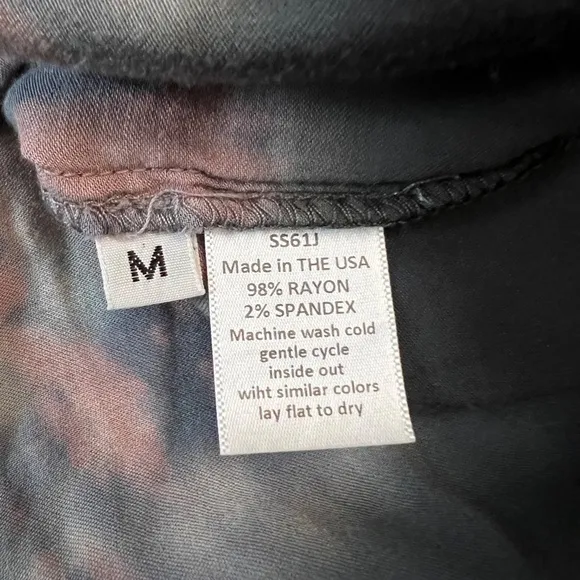 M
SS61J
Made in THE USA
98% RAYON
2% SPANDEX
Machine wash cold
gentle cycle
inside out
wiht similar colors
lay flat to dry